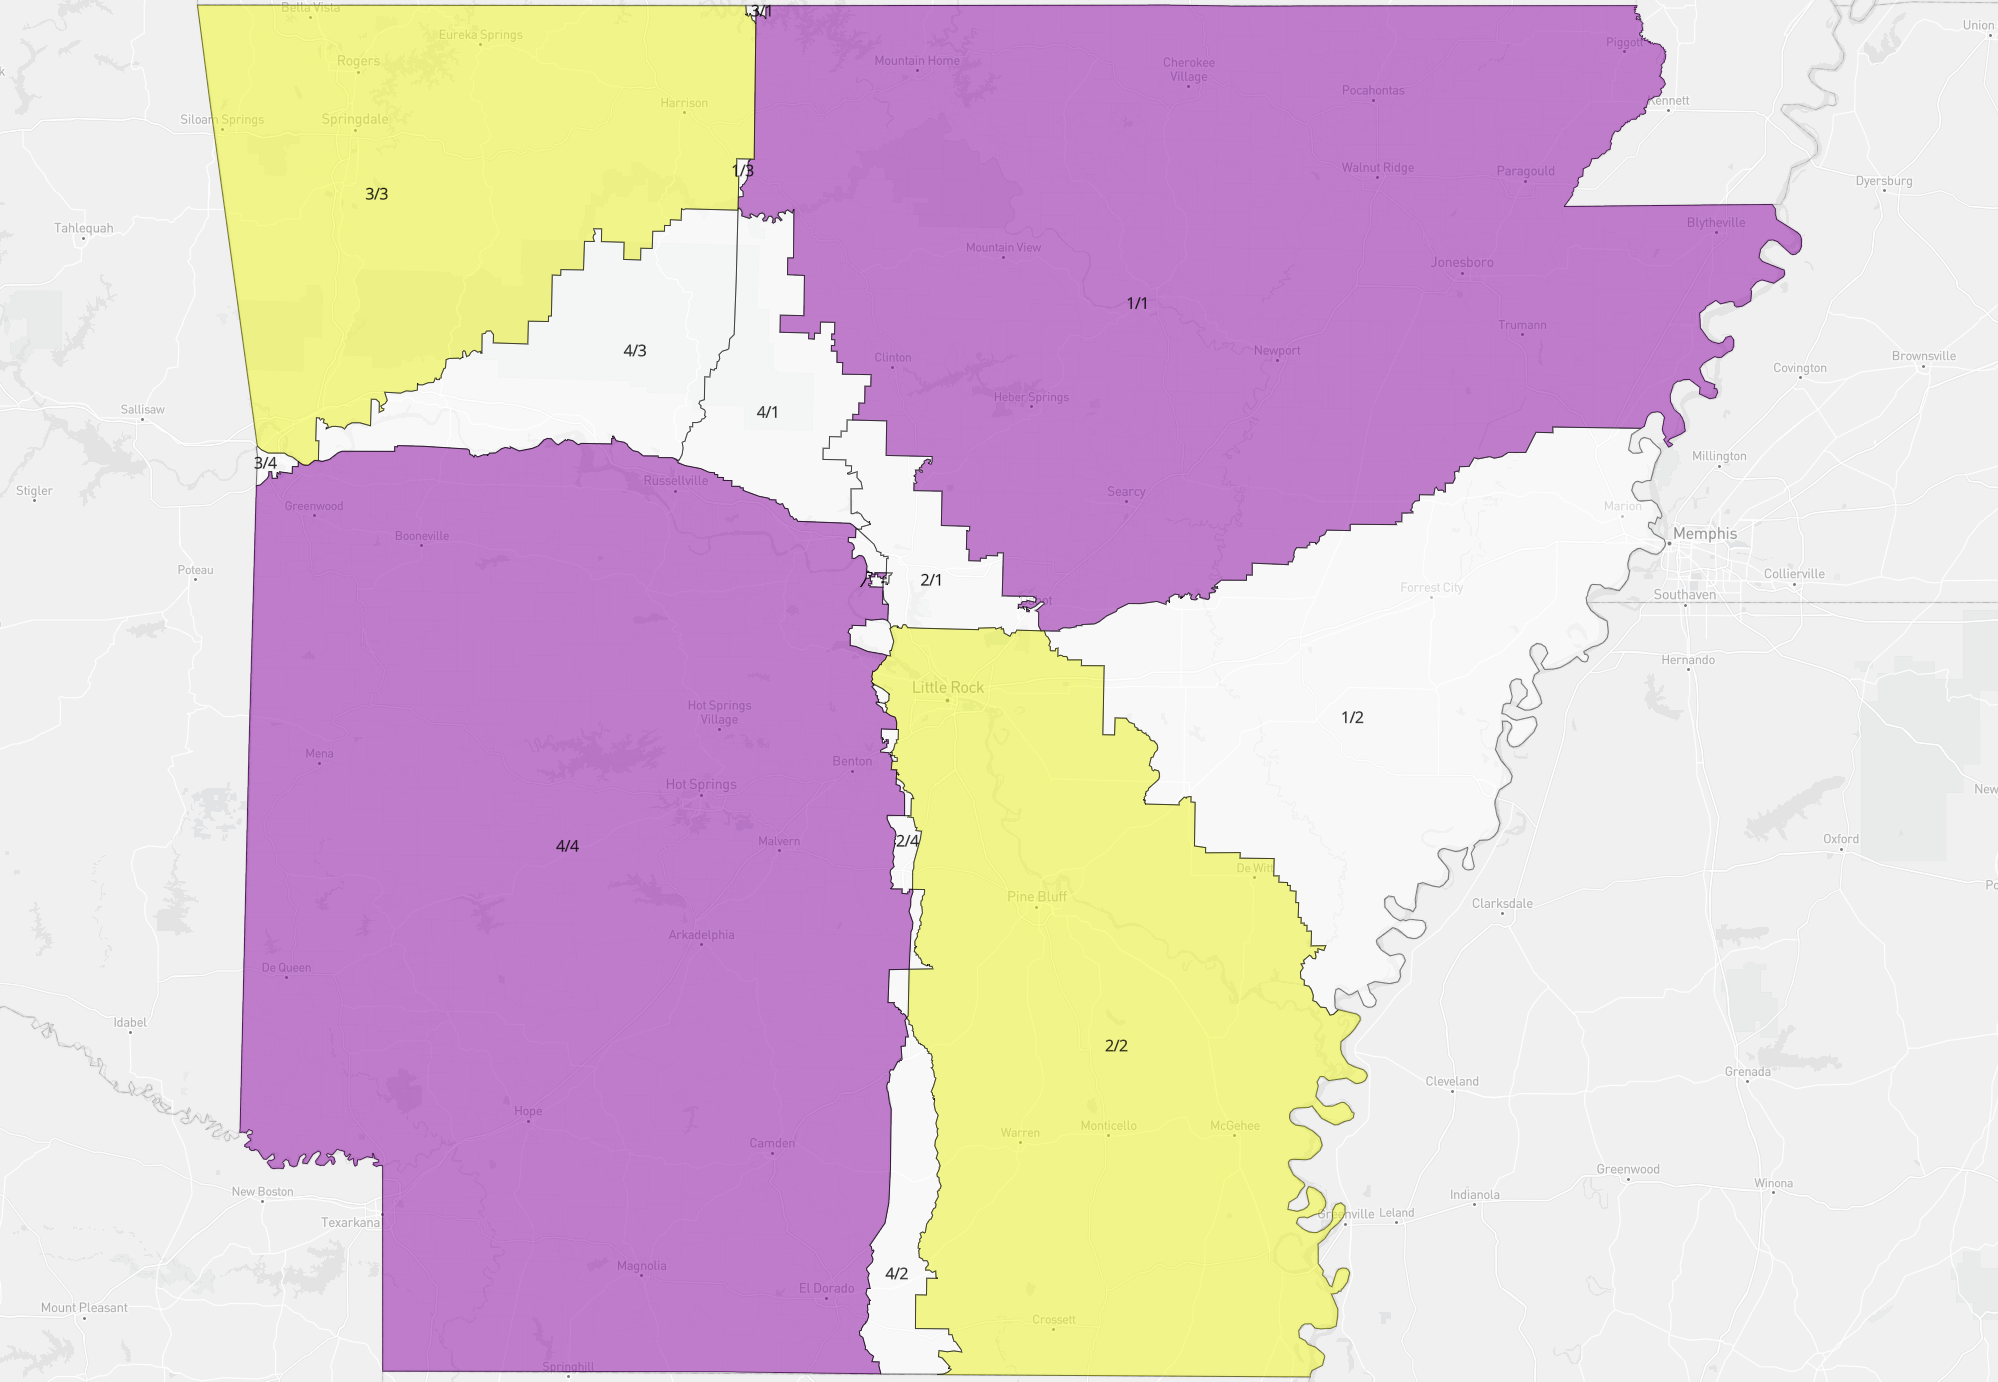 Bella Vista
3/1
Union
Eureka Springs
Piggott
Rogers
Mountain Home
Cherokee
Village
Pocahontas
Harrison
Kennett
Siloam Springs
Springdale
1/3
Walnut Ridge
Paragould
Dyersburg
3/3
Tahlequah
Blytheville
Mountain View
Jonesboro
1/1
Trumann
4/3
Clinton
Newport
Brownsville
Covington
Heber Springs
Sallisaw
4/1
3/4
Millington
Russellville
Stigler
Searcy
Greenwood
Marion
Booneville
Memphis
Poteau
2/1
Collierville
Forrest City
Southaven
Hernando
Little Rock
Hot Springs
Village
1/2
Mena
Benton
Hot Springs
New
Malvern
2/4
Oxford
4/4
De Witt
Pine Bluff
Clarksdale
Arkadelphia
De Queen
Idabel
2/2
Grenada
Cleveland
Hope
Camden
Warren
Monticello
McGehee
Greenwood
New Boston
Winona
Indianola
Greenville
Leland
Texarkana
Magnolia
4/2
El Dorado
Mount Pleasant
Crossett
Springhill